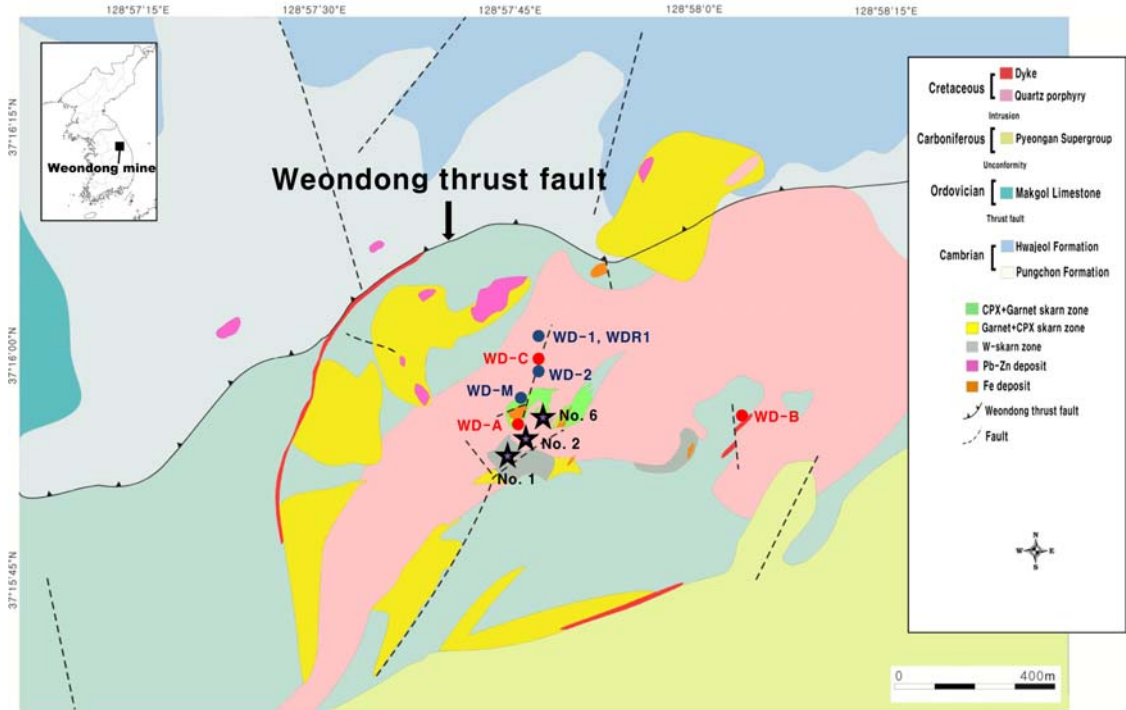 128°57'15"E
128°57'30"E
128°57'45"E
128°58'0"E
128°58'15"E
37°16'15"N
37°16'0"N
37°15'45"N
Weondong mine
Weondong thrust fault
WD-1, WDR1
WD-C
WD-2
WD-M
No. 6
WD-A
WD-B
No. 2
No. 1
Cretaceous
Dyke
Quartz porphyry
Intrusion
Carboniferous
Pyeongan Supergroup
Unconformity
Ordovician
Makgol Limestone
Thrust fault
Cambrian
Hwajeol Formation
Pungchon Formation
CPX+Garnet skarn zone
Garnet+CPX skarn zone
W-skarn zone
Pb-Zn deposit
Fe deposit
Weondong thrust fault
Fault
N
W E
S
0 400m